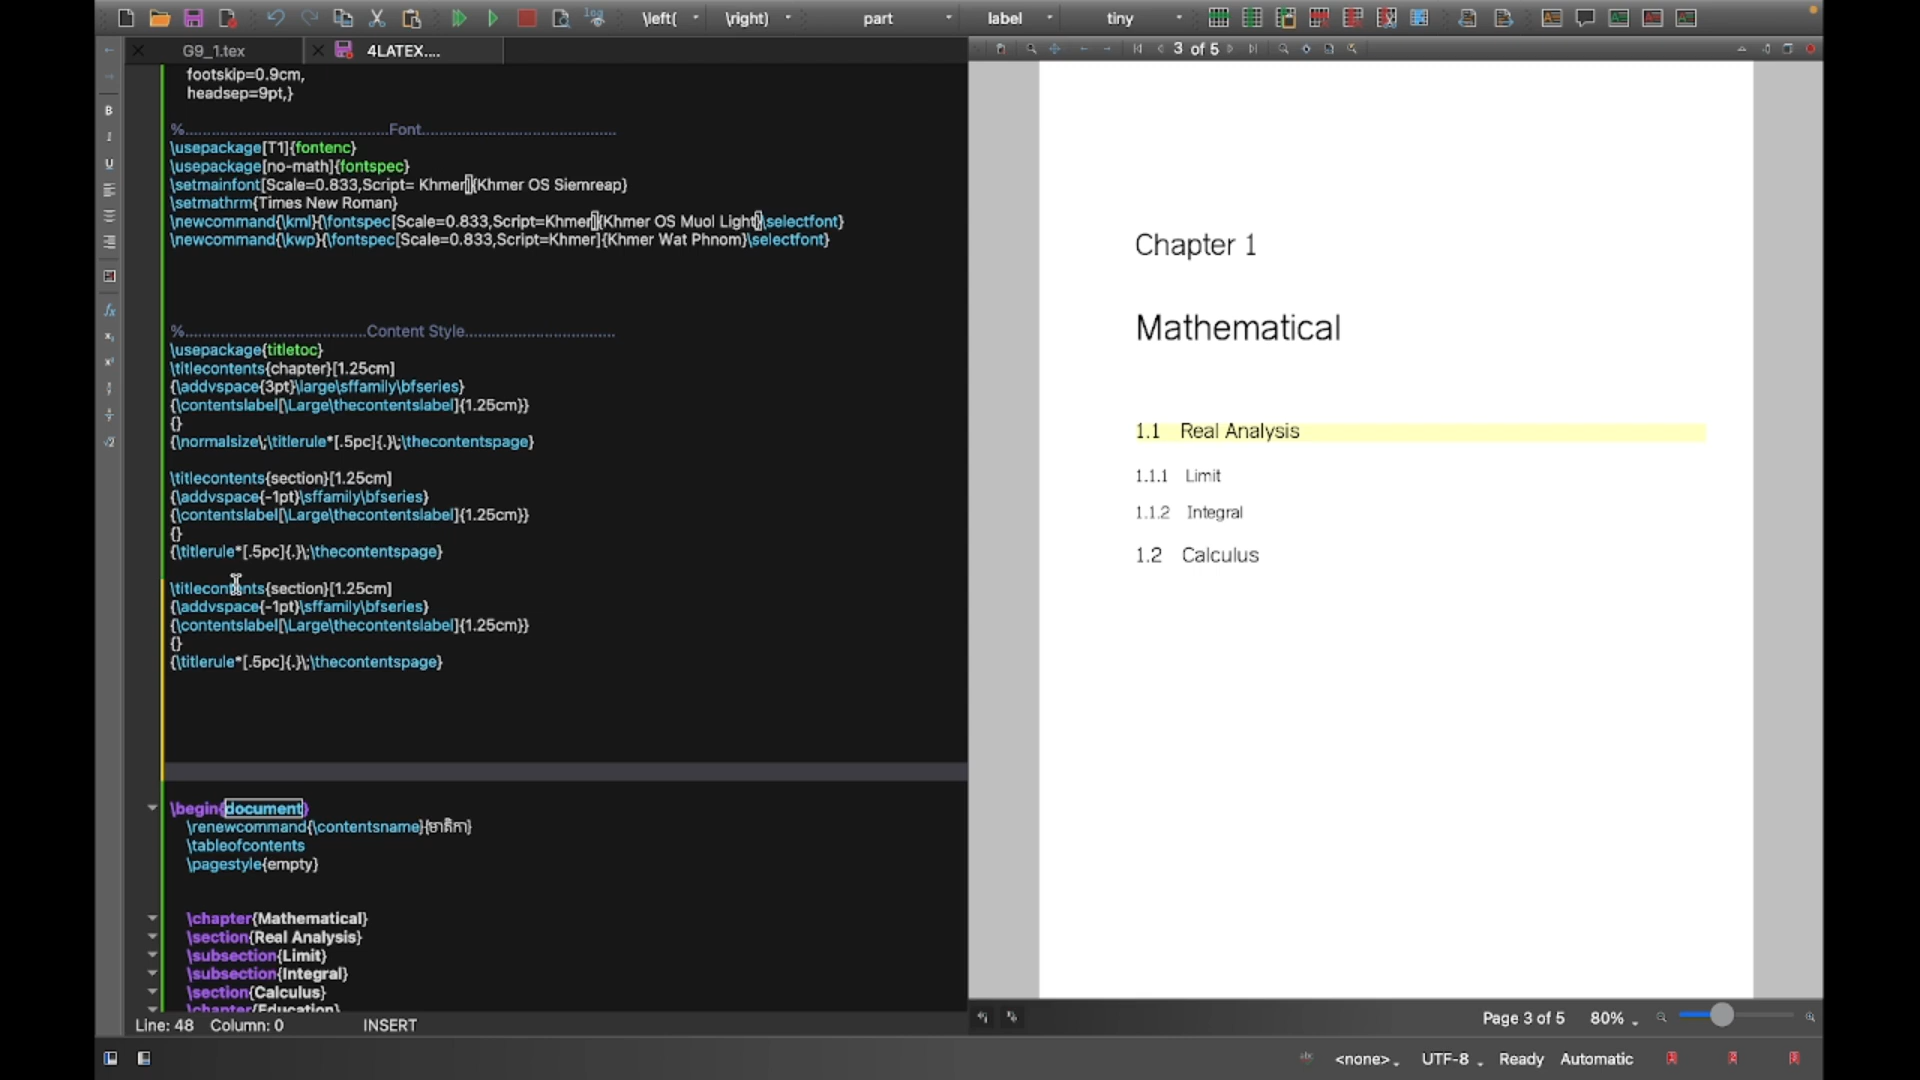 \left(
\right)
part
label
tiny
G9_1.tex
4LATEX....
3 of 5
footskip=0.9cm,
headsep=9pt,}
%............................................Font..............................................
\usepackage[T1]{fontenc}
\usepackage[no-math]{fontspec}
\setmainfont[Scale=0.833,Script= Khmer]{Khmer OS Siemreap}
\setmathrm{Times New Roman}
\newcommand{\kml}{\fontspec[Scale=0.833,Script=Khmer]{Khmer OS Muol Light}\selectfont}
\newcommand{\kwp}{\fontspec[Scale=0.833,Script=Khmer]{Khmer Wat Phnom}\selectfont}
%.......................................Content Style...................................
\usepackage{titletoc}
\titlecontents{chapter}[1.25cm]
{\addvspace{3pt}\large\sffamily\bfseries}
{\contentslabel[\Large\thecontentslabel]{1.25cm}}
{}
{\normalsize\;\titlerule*[.5pc]{.}\;\thecontentspage}
\titlecontents{section}[1.25cm]
{\addvspace{-1pt}\sffamily\bfseries}
{\contentslabel[\Large\thecontentslabel]{1.25cm}}
{}
{\titlerule*[.5pc]{.}\;\thecontentspage}
\titlecontents{section}[1.25cm]
{\addvspace{-1pt}\sffamily\bfseries}
{\contentslabel[\Large\thecontentslabel]{1.25cm}}
{}
{\titlerule*[.5pc]{.}\;\thecontentspage}
\begin{document}
\renewcommand{\contentsname}{មាតិកា}
\tableofcontents
\pagestyle{empty}
\chapter{Mathematical}
\section{Real Analysis}
\subsection{Limit}
\subsection{Integral}
\section{Calculus}
\chapter{Education}
Line: 48 Column: 0 INSERT
Chapter 1
Mathematical
1.1 Real Analysis
1.1.1 Limit
1.1.2 Integral
1.2 Calculus
Page 3 of 5 80%
<none> UTF-8 Ready Automatic